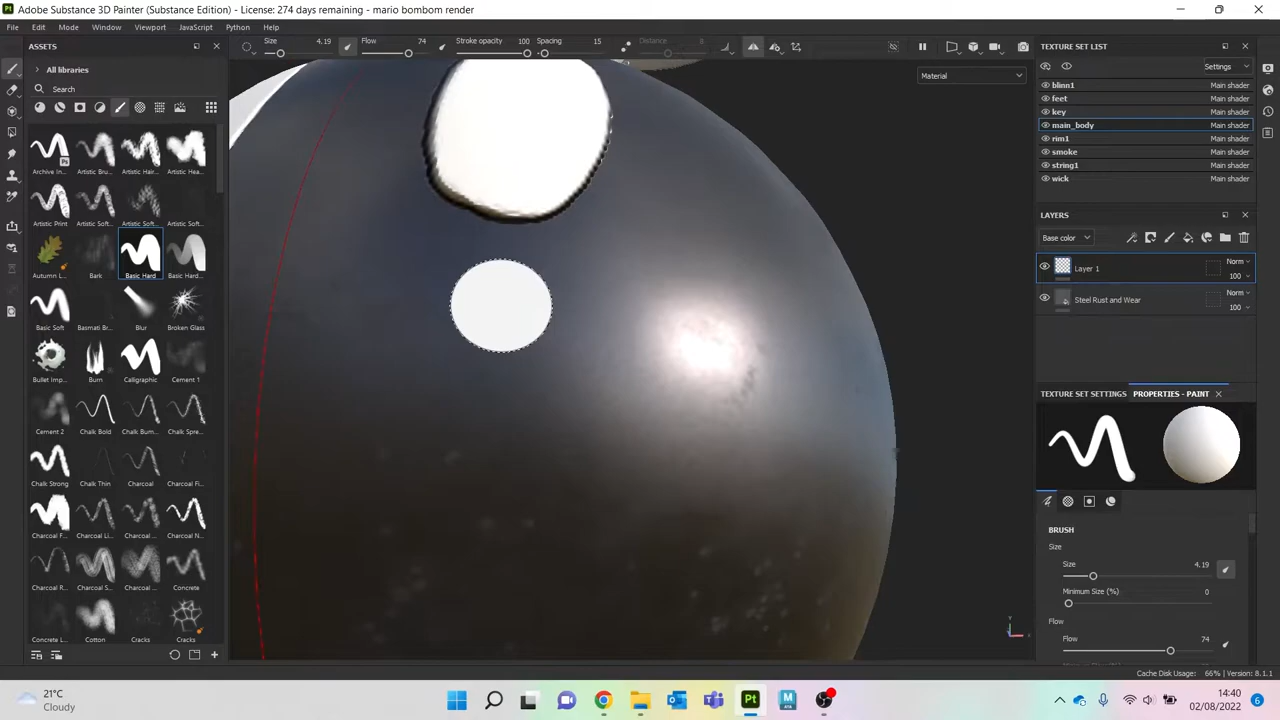 Adobe Substance 3D Painter (Substance Edition) - License: 274 days remaining - mario bombom render
File Edit Mode Window Viewport JavaScript Python Help
ASSETS
Size 4.19 Flow 74 Stroke opacity 100 Spacing 15 Distance 8
All libraries
Search
Material
Archive In...
Artistic Bru...
Artistic Hair...
Artistic Hea...
Artistic Print
Artistic Soft...
Artistic Soft...
Artistic Soft...
Autumn L...
Bark
Basic Hard
Basic Hard...
Basic Soft
Basmati Br...
Blur
Broken Glass
Bullet Imp...
Burn
Calligraphic
Cement 1
Cement 2
Chalk Bold
Chalk Bum...
Chalk Spre...
Chalk Strong
Chalk Thin
Charcoal
Charcoal Fi...
Charcoal F...
Charcoal Li...
Charcoal M...
Charcoal N...
Charcoal R...
Charcoal S...
Charcoal ...
Concrete
Concrete L...
Cotton
Cracks
Cracks
TEXTURE SET LIST
Settings
blinn1 Main shader
feet Main shader
key Main shader
main_body Main shader
rim1 Main shader
smoke Main shader
string1 Main shader
wick Main shader
LAYERS
Base color
Layer 1 Norm 100
Steel Rust and Wear Norm 100
TEXTURE SET SETTINGS PROPERTIES - PAINT
BRUSH
Size
Size 4.19
Minimum Size (%) 0
Flow
Flow 74
Cache Disk Usage: 66% | Version: 8.1.1
21°C
Cloudy
14:40
02/08/2022
6